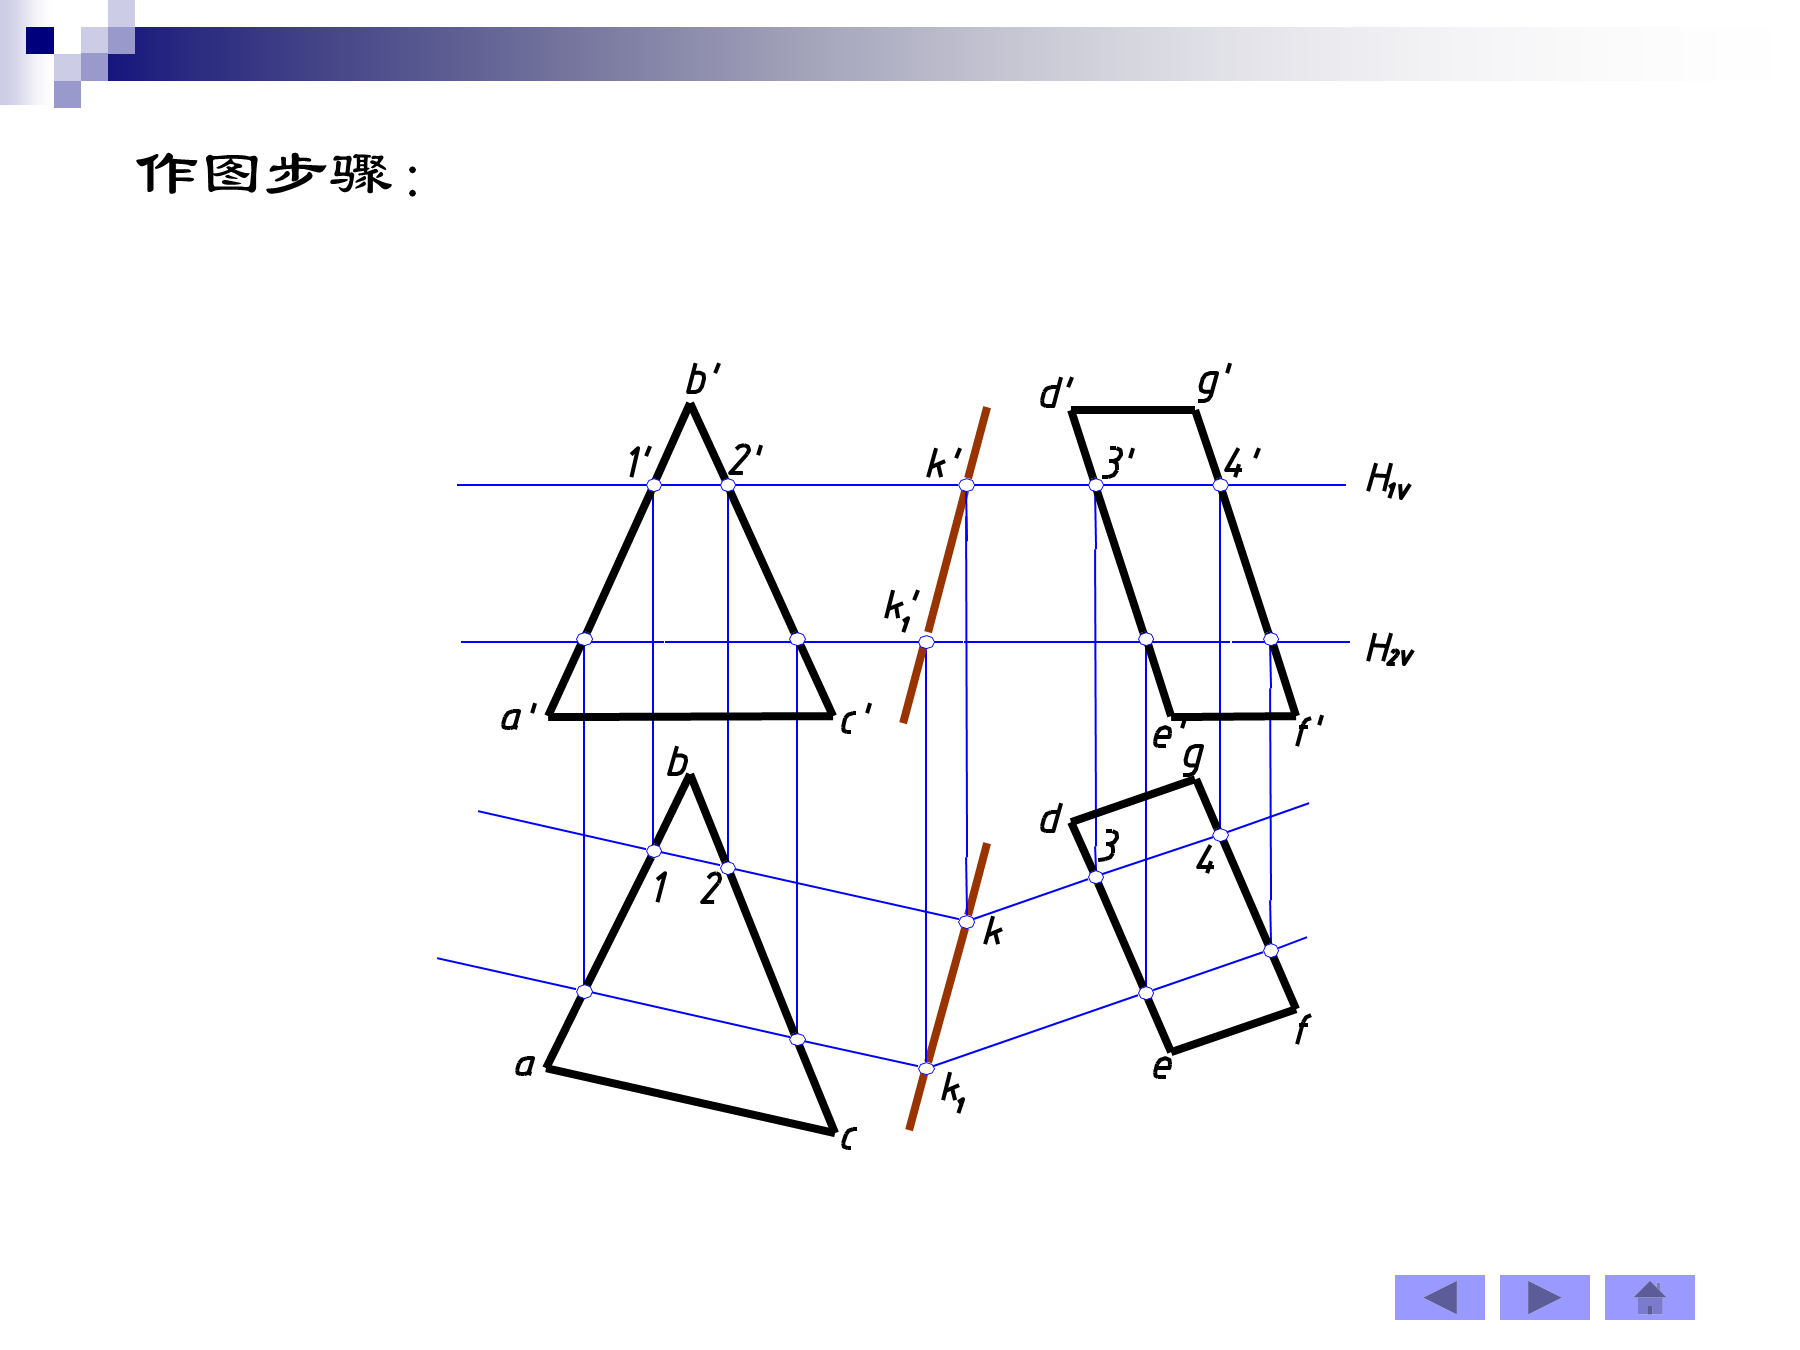 作图步骤：
b' d' g'
1' 2' k' 3' 4' H1V
k1' H2V
a' c' e' f'
b g
d 3 4
1 2 k
a e f
k1
c